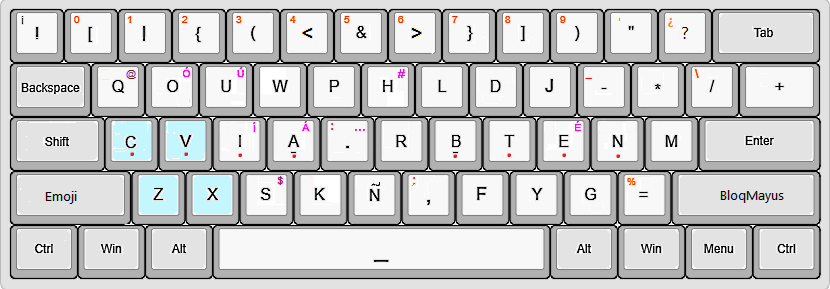 ¡ ! 0 [ 1 | 2 { 3 ( 4 < 5 & 6 > 7 } 8 ] 9 ) ' " ¿ ? Tab
Backspace Q @ O Ó U Ú W P H # L D J _ - * \ / +
Shift C V I Í A Á : . … R B T E É N M Enter
Emoji Z X S $ K Ñ ; , F Y G % = BloqMayus
Ctrl Win Alt _ Alt Win Menu Ctrl